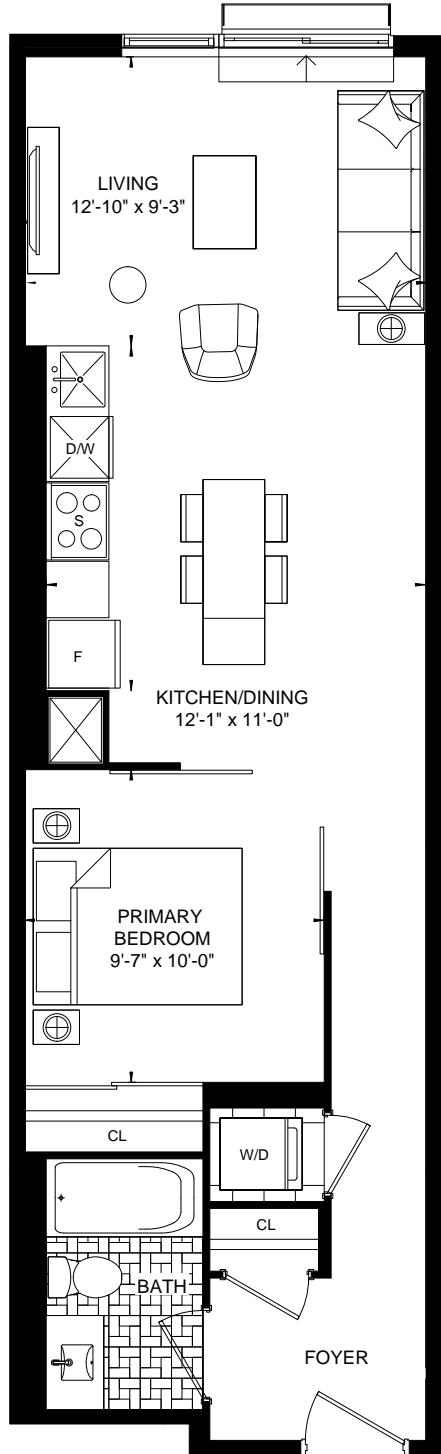 LIVING
12'-10" x 9'-3"
D/W
S
F
KITCHEN/DINING
12'-1" x 11'-0"
PRIMARY
BEDROOM
9'-7" x 10'-0"
CL
W/D
CL
BATH
FOYER